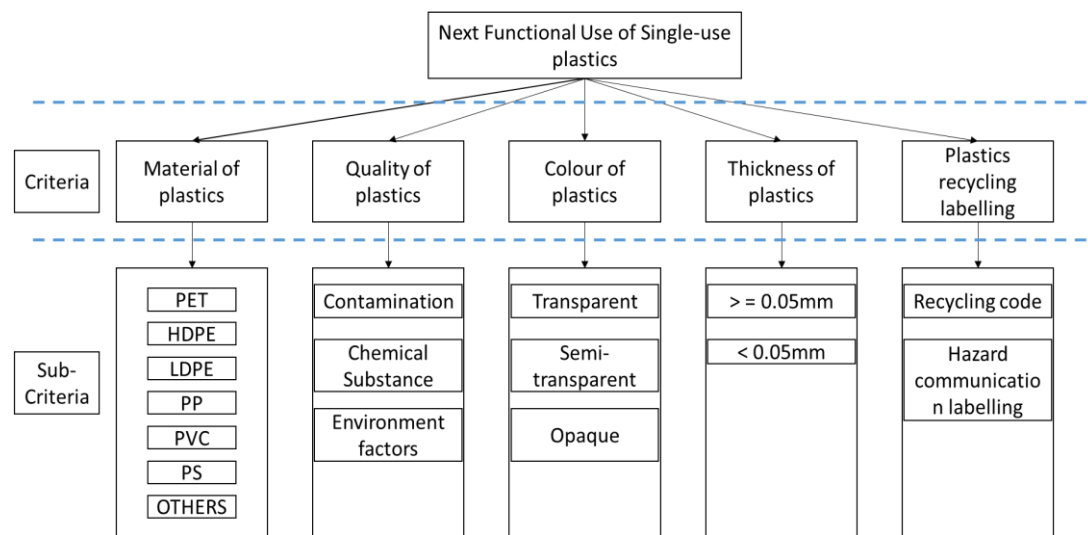 Next Functional Use of Single-use
plastics
Criteria
Material of
plastics
Quality of
plastics
Colour of
plastics
Thickness of
plastics
Plastics
recycling
labelling
Sub-
Criteria
PET
HDPE
LDPE
PP
PVC
PS
OTHERS
Contamination
Chemical
Substance
Environment
factors
Transparent
Semi-
transparent
Opaque
> = 0.05mm
< 0.05mm
Recycling code
Hazard
communicatio
n labelling